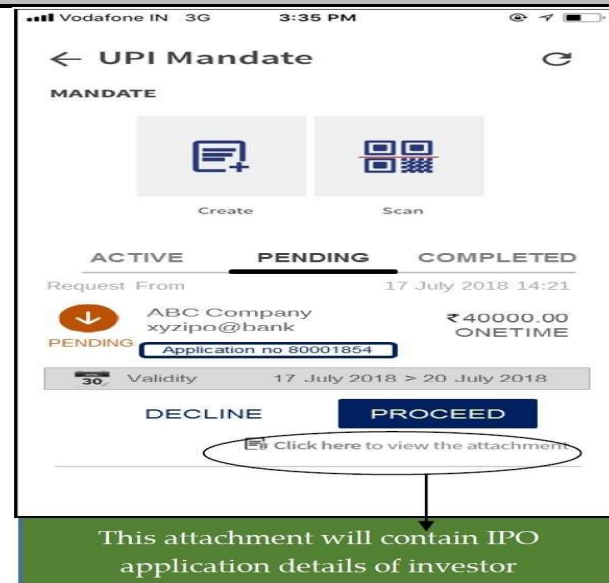 Vodafone IN 3G 3:35 PM
← UPI Mandate
MANDATE
Create Scan
ACTIVE PENDING COMPLETED
Request From 17 July 2018 14:21
ABC Company ₹40000.00
xyzipo@bank ONETIME
PENDING
Application no 80001854
30 Validity 17 July 2018 > 20 July 2018
DECLINE PROCEED
Click here to view the attachment
This attachment will contain IPO
application details of investor